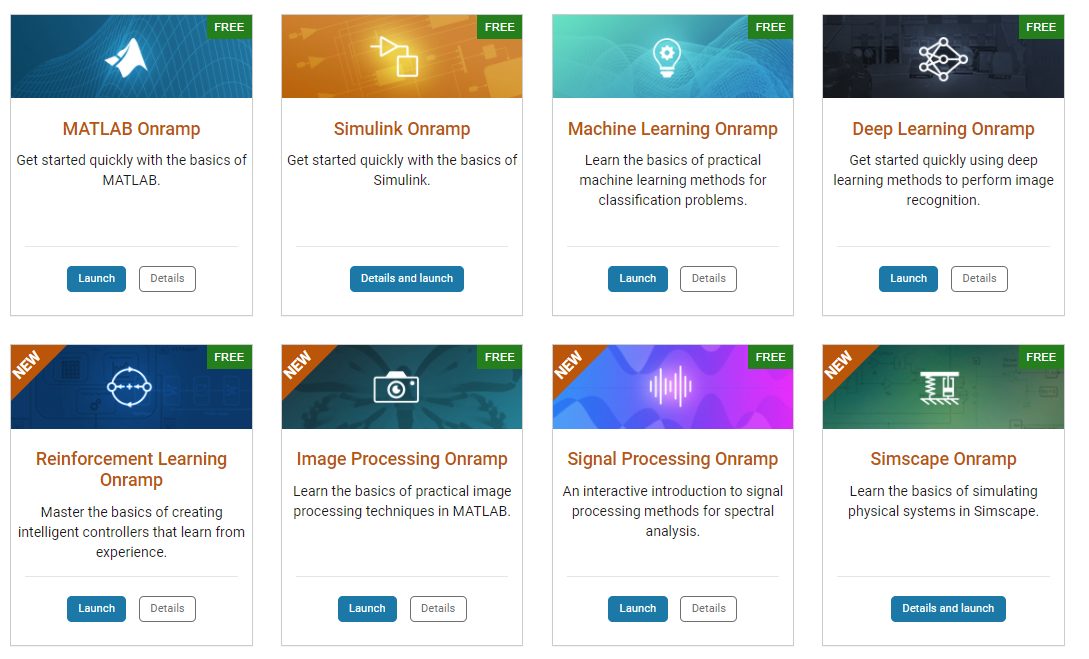 FREE
MATLAB Onramp
Get started quickly with the basics of
MATLAB.
Launch
Details
FREE
Simulink Onramp
Get started quickly with the basics of
Simulink.
Details and launch
FREE
Machine Learning Onramp
Learn the basics of practical
machine learning methods for
classification problems.
Launch
Details
FREE
Deep Learning Onramp
Get started quickly using deep
learning methods to perform image
recognition.
Launch
Details
NEW
FREE
Reinforcement Learning
Onramp
Master the basics of creating
intelligent controllers that learn from
experience.
Launch
Details
NEW
FREE
Image Processing Onramp
Learn the basics of practical image
processing techniques in MATLAB.
Launch
Details
NEW
FREE
Signal Processing Onramp
An interactive introduction to signal
processing methods for spectral
analysis.
Launch
Details
NEW
FREE
Simscape Onramp
Learn the basics of simulating
physical systems in Simscape.
Details and launch